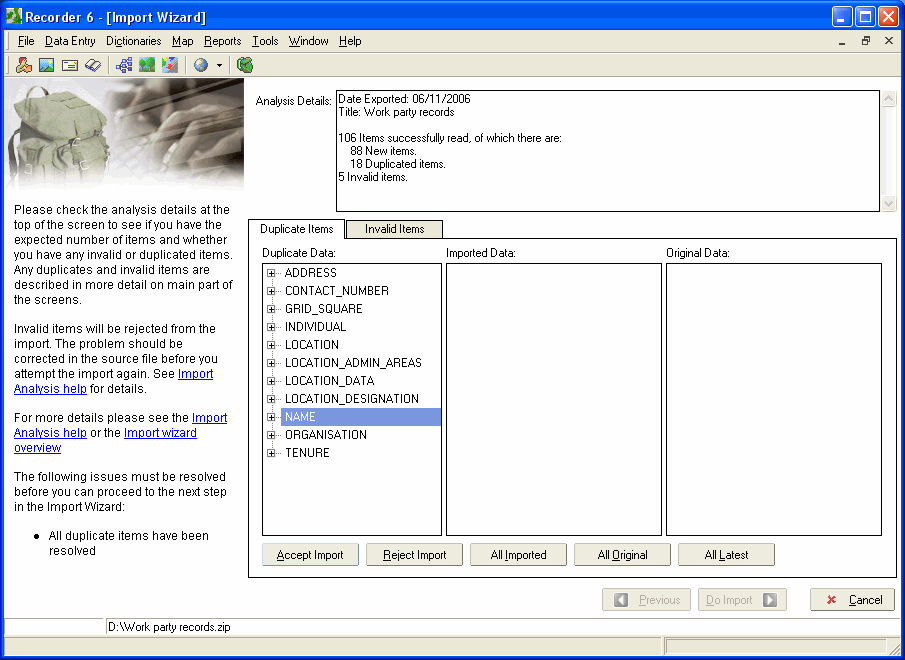 Recorder 6 - [Import Wizard]
File Data Entry Dictionaries Map Reports Tools Window Help
Analysis Details:
Date Exported: 06/11/2006
Title: Work party records
106 Items successfully read, of which there are:
88 New items.
18 Duplicated items.
5 Invalid items.
Please check the analysis details at the
top of the screen to see if you have the
expected number of items and whether
you have any invalid or duplicated items.
Any duplicates and invalid items are
described in more detail on main part of
the screens.
Invalid items will be rejected from the
import. The problem should be
corrected in the source file before you
attempt the import again. See Import
Analysis help for details.
For more details please see the Import
Analysis help or the Import wizard
overview
The following issues must be resolved
before you can proceed to the next step
in the Import Wizard:
• All duplicate items have been
resolved
Duplicate Items Invalid Items
Duplicate Data: Imported Data: Original Data:
ADDRESS
CONTACT_NUMBER
GRID_SQUARE
INDIVIDUAL
LOCATION
LOCATION_ADMIN_AREAS
LOCATION_DATA
LOCATION_DESIGNATION
NAME
ORGANISATION
TENURE
Accept Import Reject Import All Imported All Original All Latest
Previous Do Import Cancel
D:\Work party records.zip